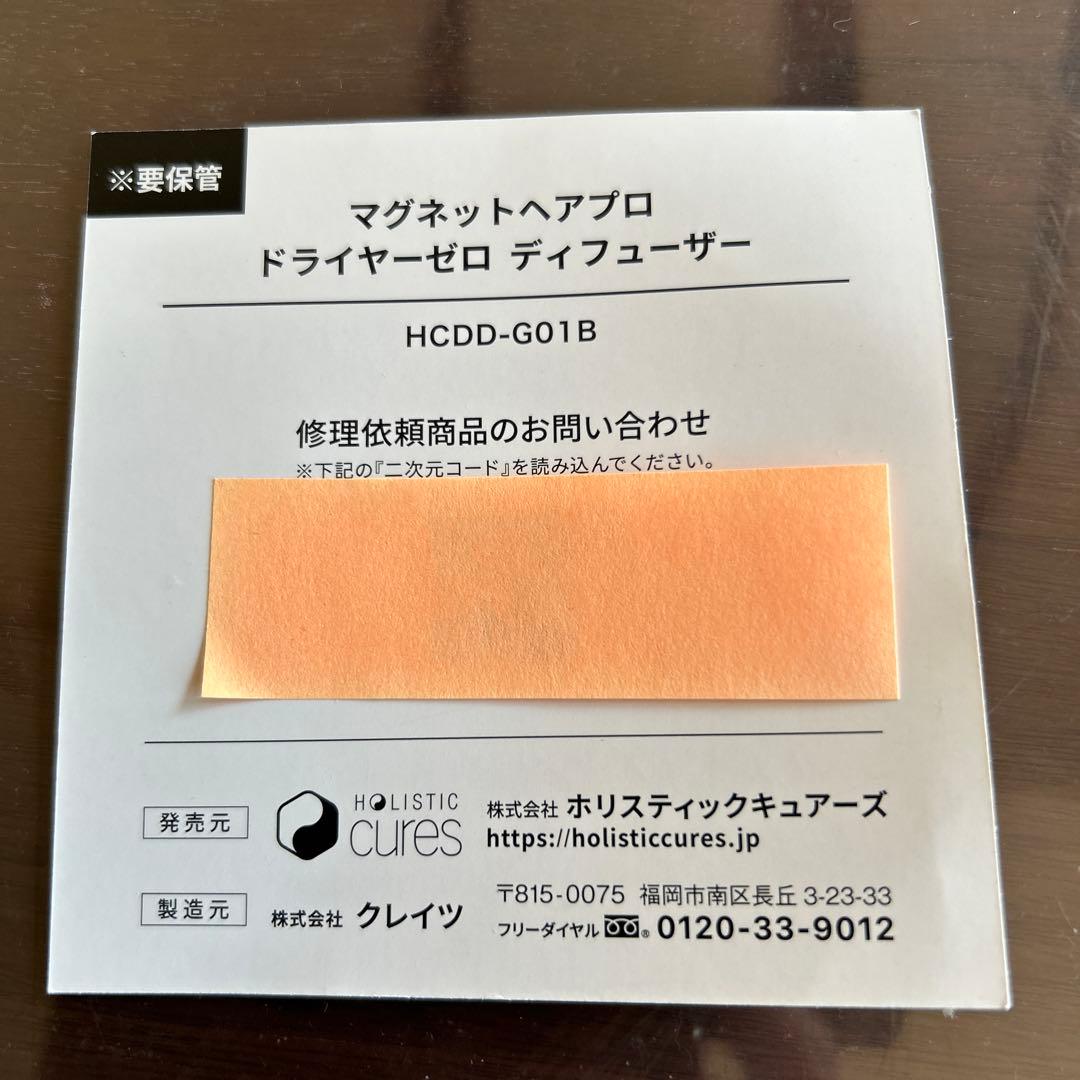 ※要保管
マグネットヘアプロ
ドライヤーゼロ ディフューザー
HCDD-G01B
修理依頼商品のお問い合わせ
※下記の『二次元コード』を読み込んでください。
発売元
HOLISTIC
cures
株式会社 ホリスティックキュアーズ
https://holisticcures.jp
製造元
株式会社 クレイツ
〒815-0075 福岡市南区長丘 3-23-33
フリーダイヤル ® 0120-33-9012